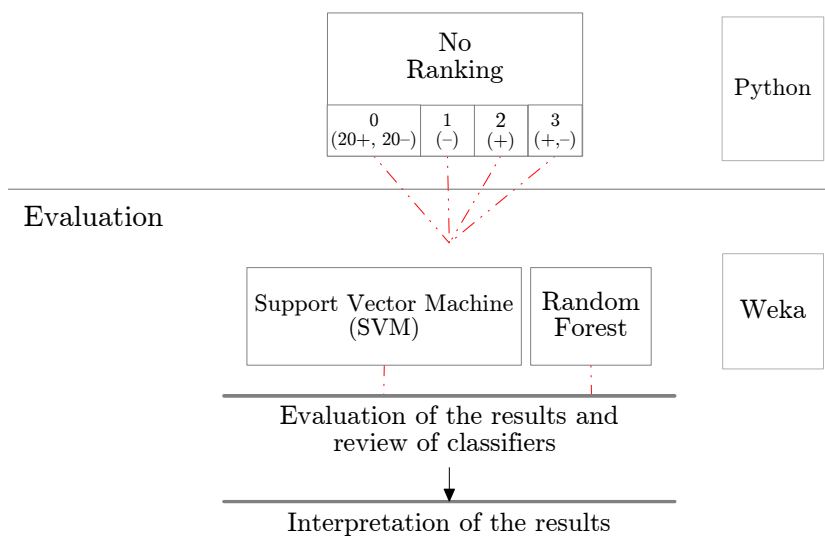 No
Ranking
Python
0 1 2 3
(20+, 20–) (–) (+) (+,–)
Evaluation
Support Vector Machine
(SVM)
Random
Forest
Weka
Evaluation of the results and
review of classifiers
Interpretation of the results